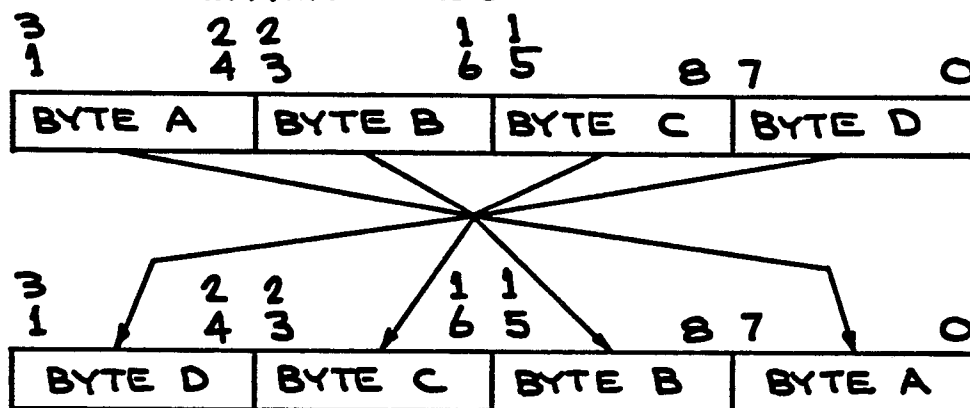 3 2 2 1 1
1 4 3 6 5 8 7 0
BYTE A BYTE B BYTE C BYTE D
3 2 2 1 1
1 4 3 6 5 8 7 0
BYTE D BYTE C BYTE B BYTE A